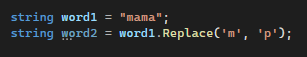 string word1 = "mama";
string word2 = word1.Replace('m', 'p');